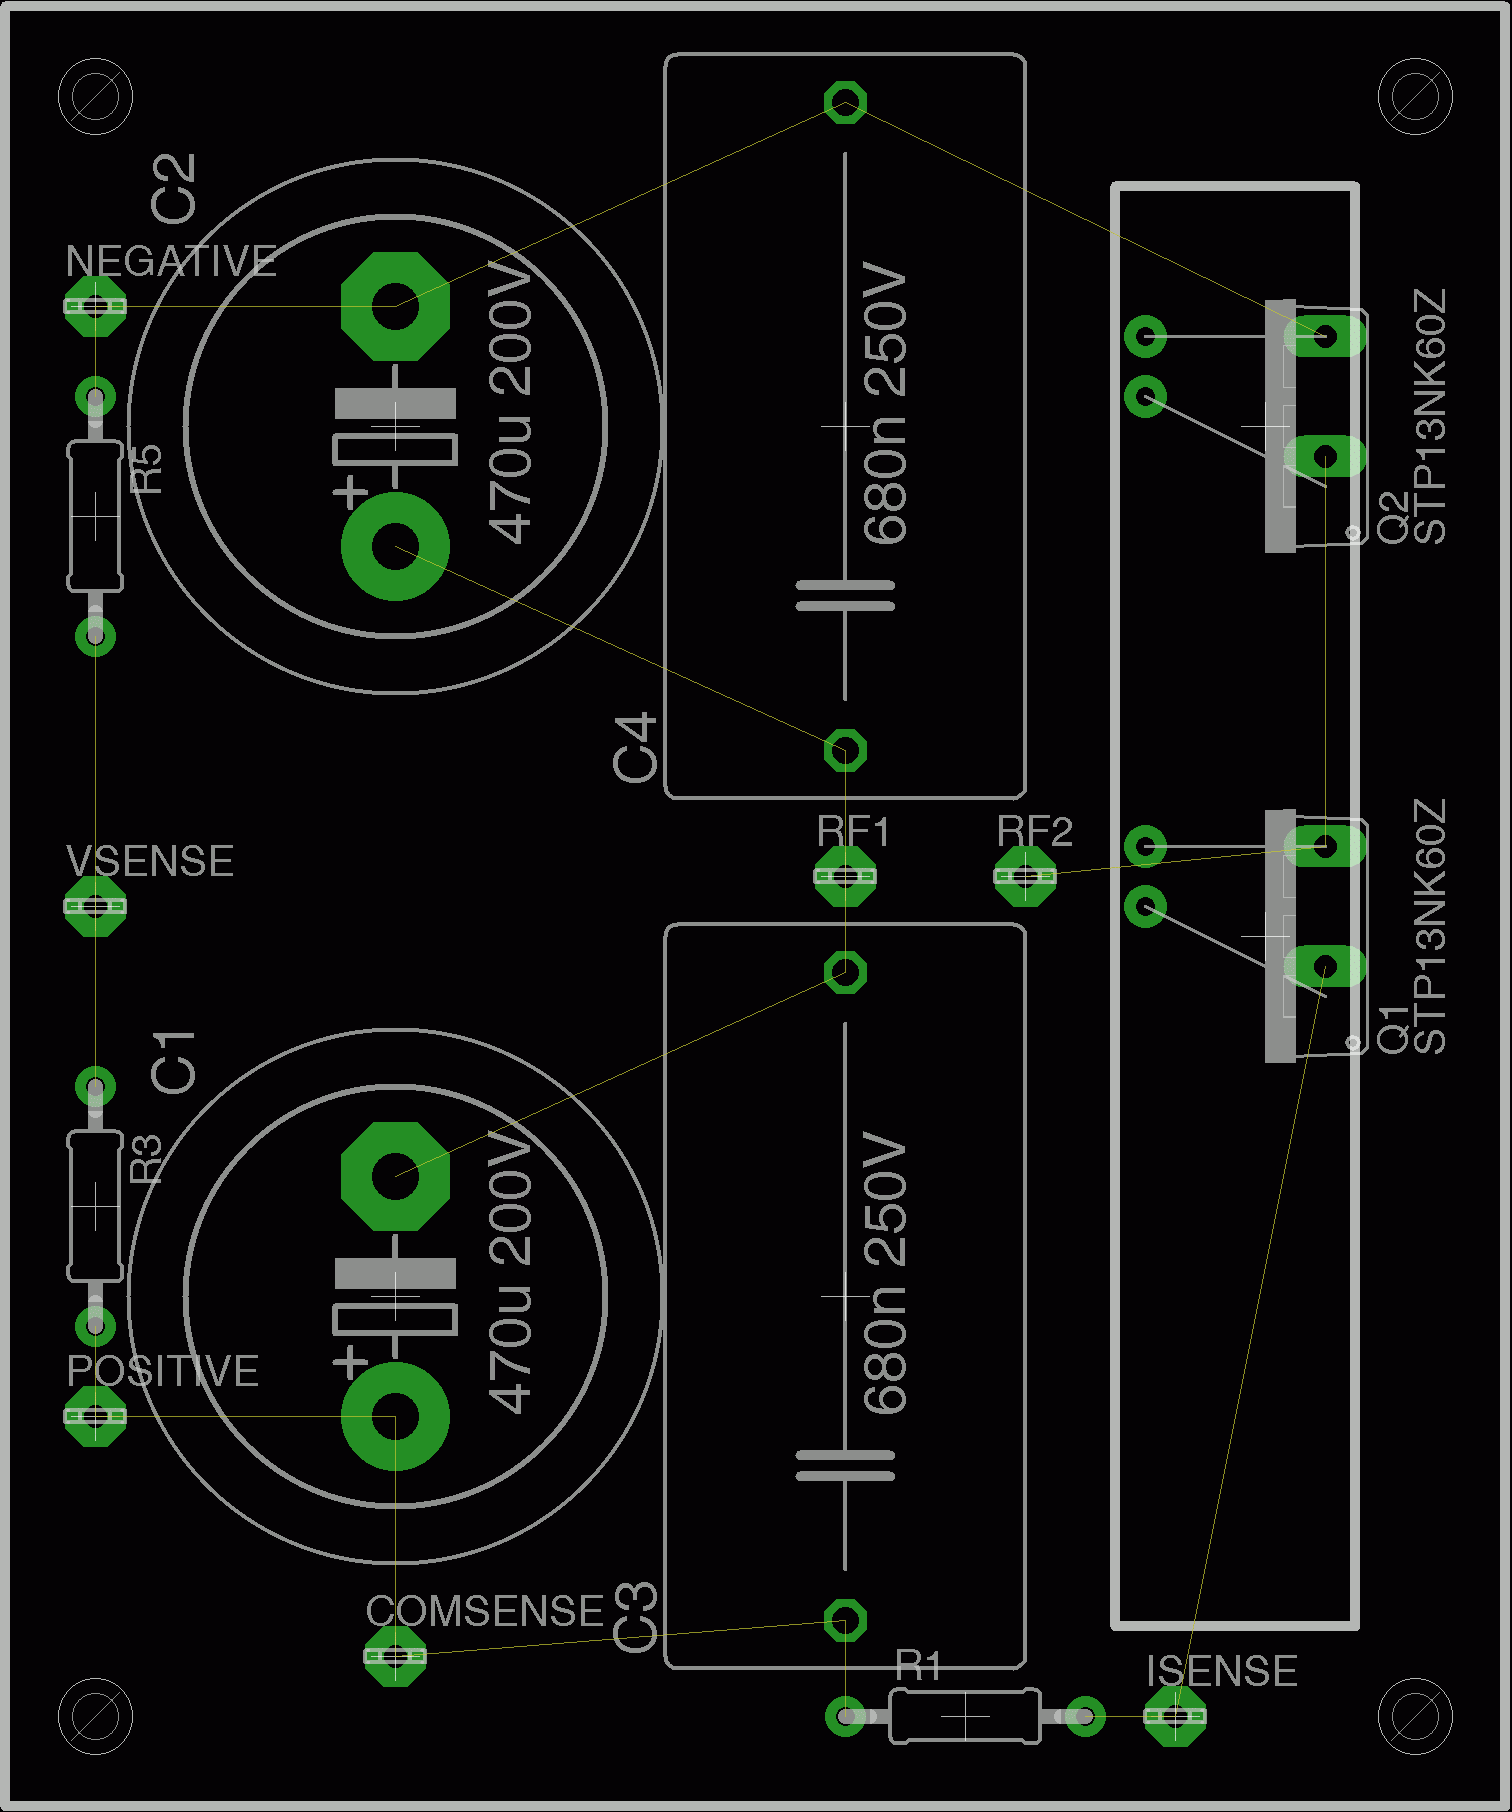 C2
NEGATIVE
470u 200V
680n 250V
R5
Q2
STP13NK60Z
C4
VSENSE
RF1
RF2
C1
R3
470u 200V
680n 250V
Q1
STP13NK60Z
POSITIVE
COMSENSE
C3
R1
ISENSE